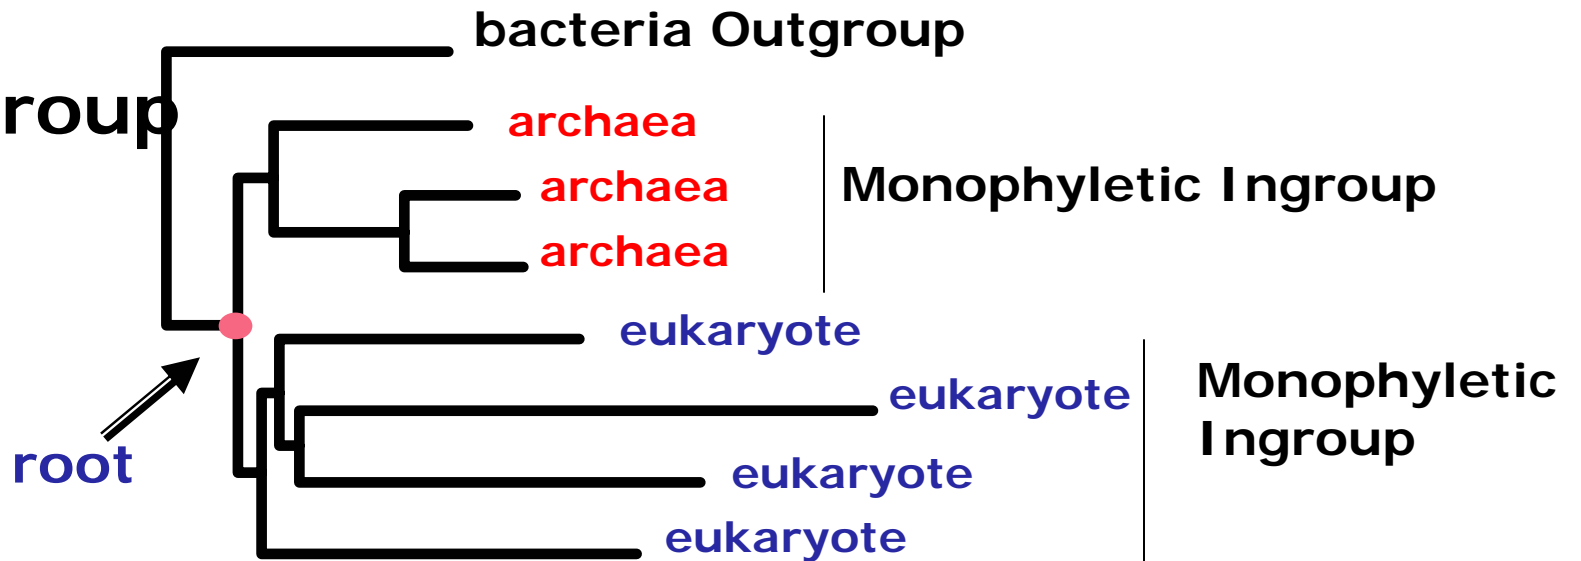 bacteria Outgroup
roup
archaea
archaea
Monophyletic Ingroup
archaea
eukaryote
eukaryote
Monophyletic
Ingroup
root
eukaryote
eukaryote